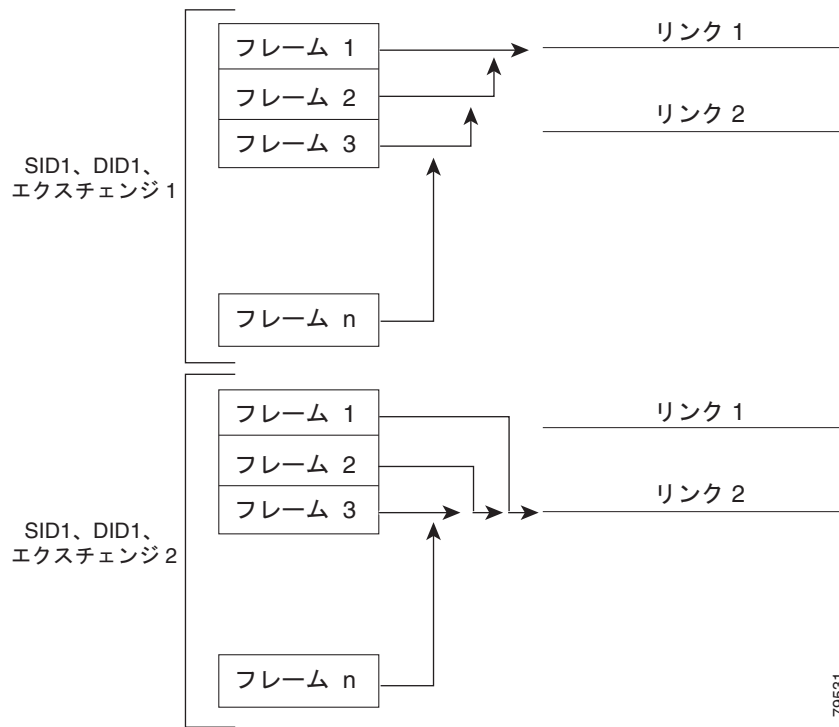 フレーム 1
リンク 1
フレーム 2
リンク 2
フレーム 3
SID1、DID1、
エクスチェンジ 1
フレーム n
フレーム 1
リンク 1
フレーム 2
リンク 2
フレーム 3
SID1、DID1、
エクスチェンジ 2
フレーム n
79531